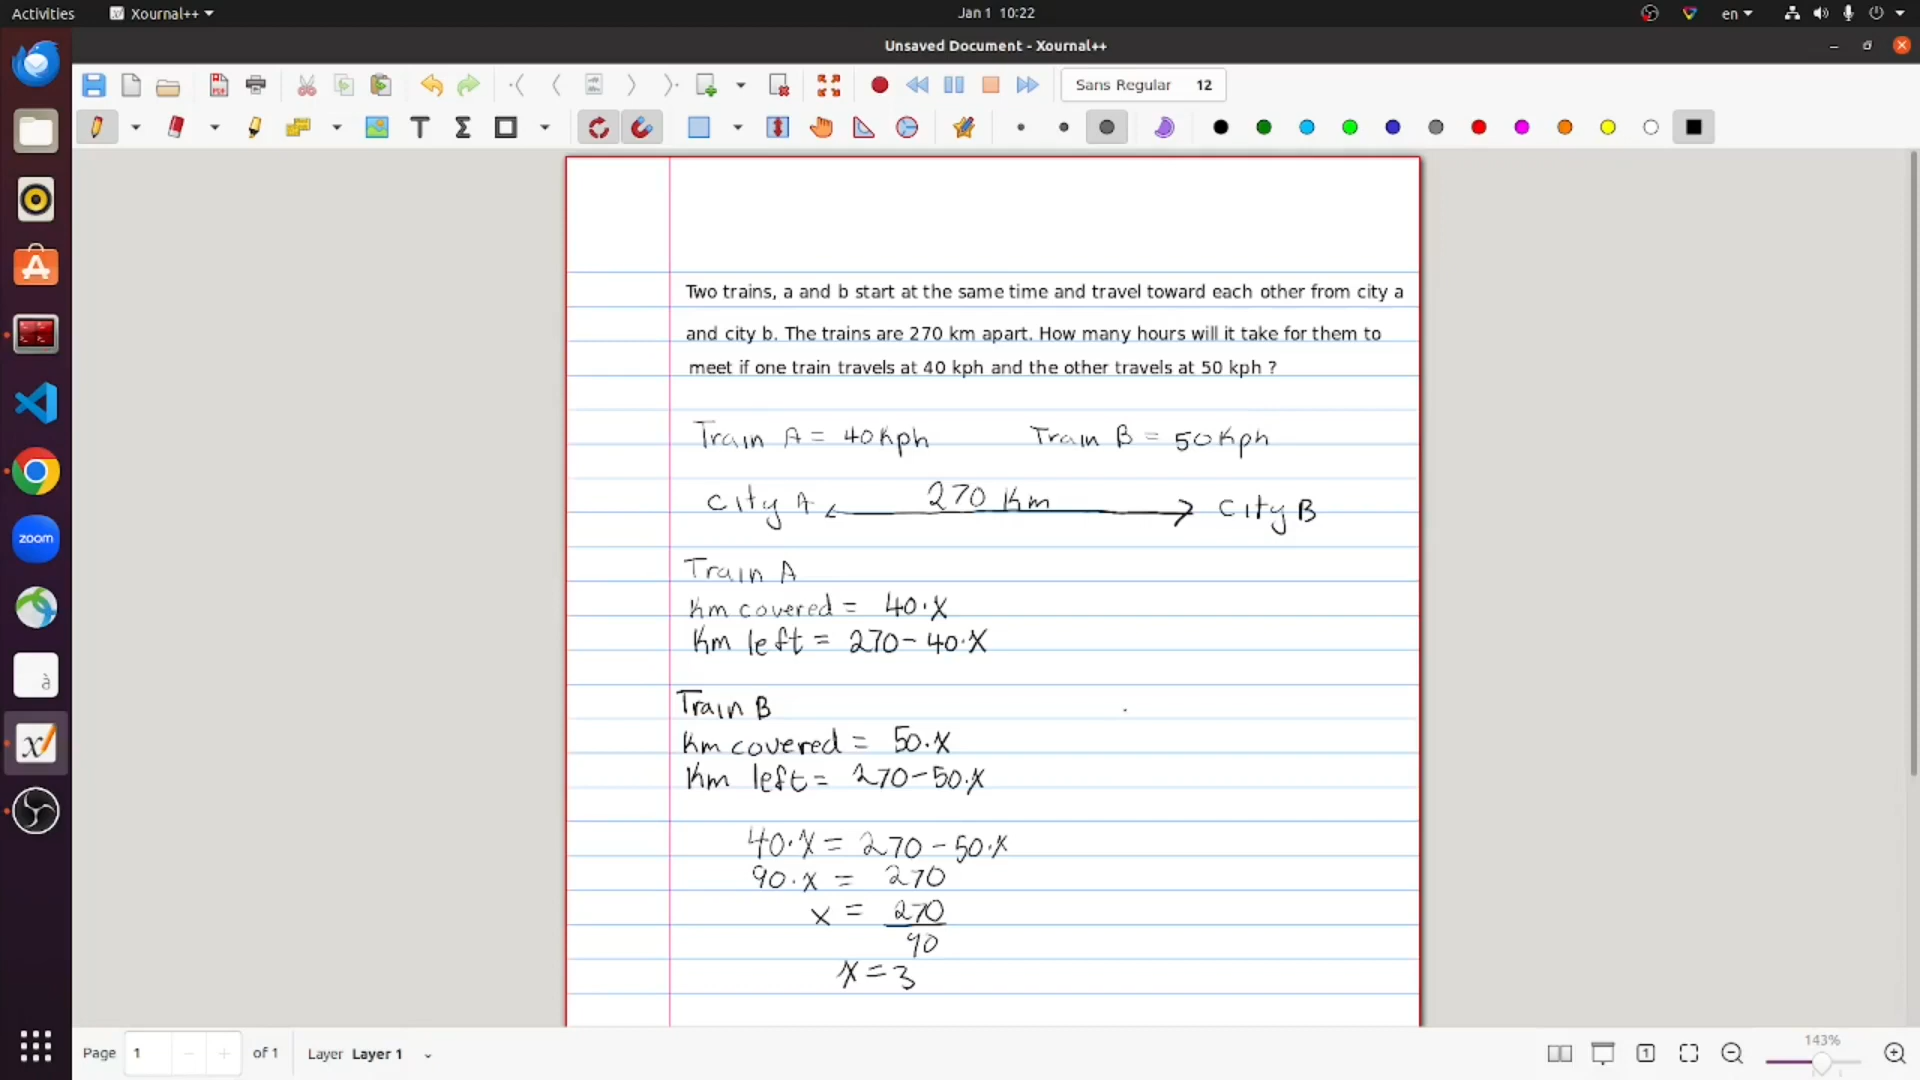 Activities Xournal++ Jan 1 10:22 en
Unsaved Document - Xournal++
Sans Regular 12
T Σ
Two trains, a and b start at the same time and travel toward each other from city a
and city b. The trains are 270 km apart. How many hours will it take for them to
meet if one train travels at 40 kph and the other travels at 50 kph ?
Train A = 40Kph Train B = 50Kph
City A 270 Km City B
Train A
Km covered = 40·X
Km left = 270 - 40·X
Train B
Km covered = 50·X
Km left = 270-50·X
40·X = 270 - 50·X
90·X = 270
X = 270
90
X = 3
zoom
à
Page 1 of 1 Layer Layer 1 1 143%